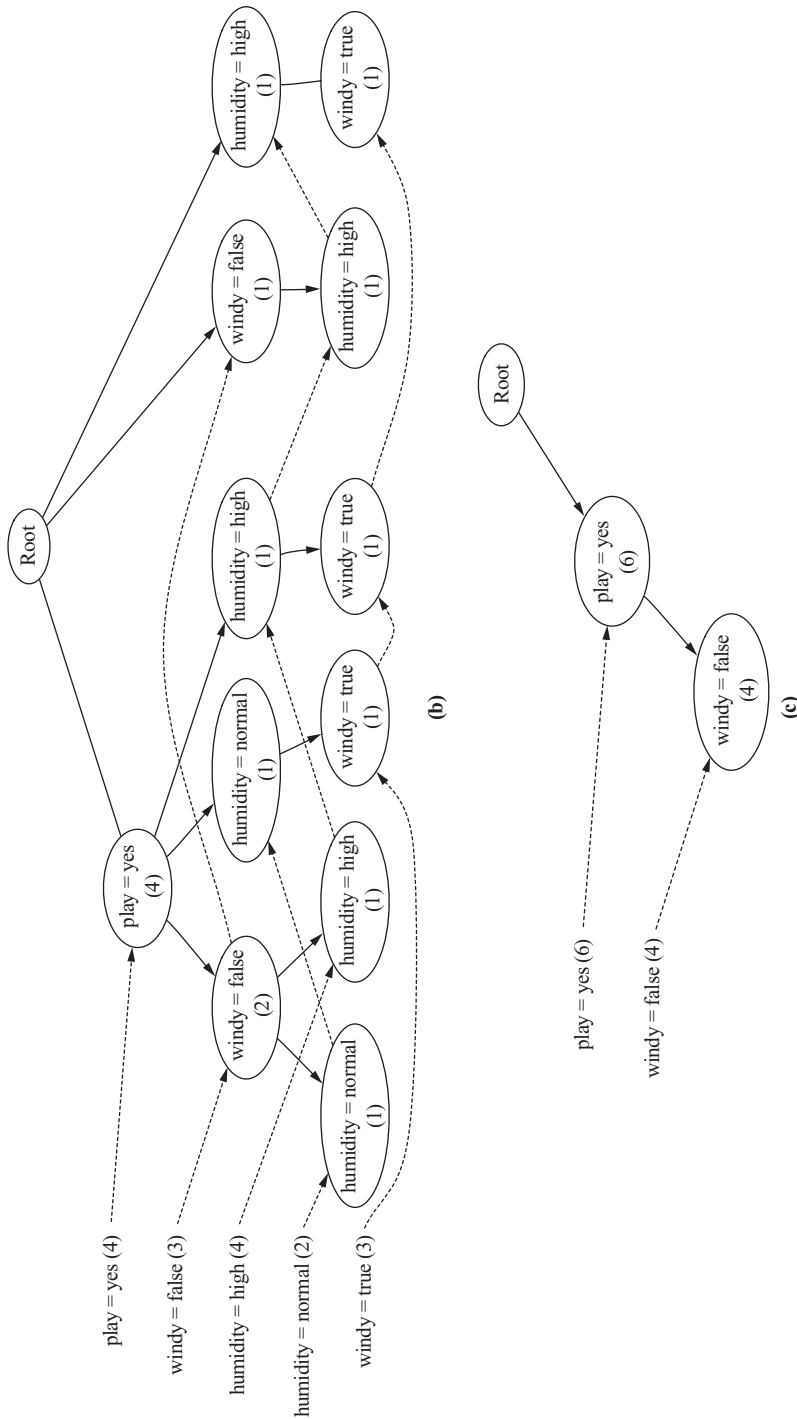 Root
play = yes
(4)
windy = false
(2)
humidity = normal
(1)
humidity = high
(1)
windy = false
(1)
humidity = high
(1)
humidity = normal
(1)
humidity = high
(1)
windy = true
(1)
windy = true
(1)
humidity = high
(1)
windy = true
(1)
play = yes (4)
windy = false (3)
humidity = high (4)
humidity = normal (2)
windy = true (3)
(b)
Root
play = yes
(6)
windy = false
(4)
play = yes (6)
windy = false (4)
(c)